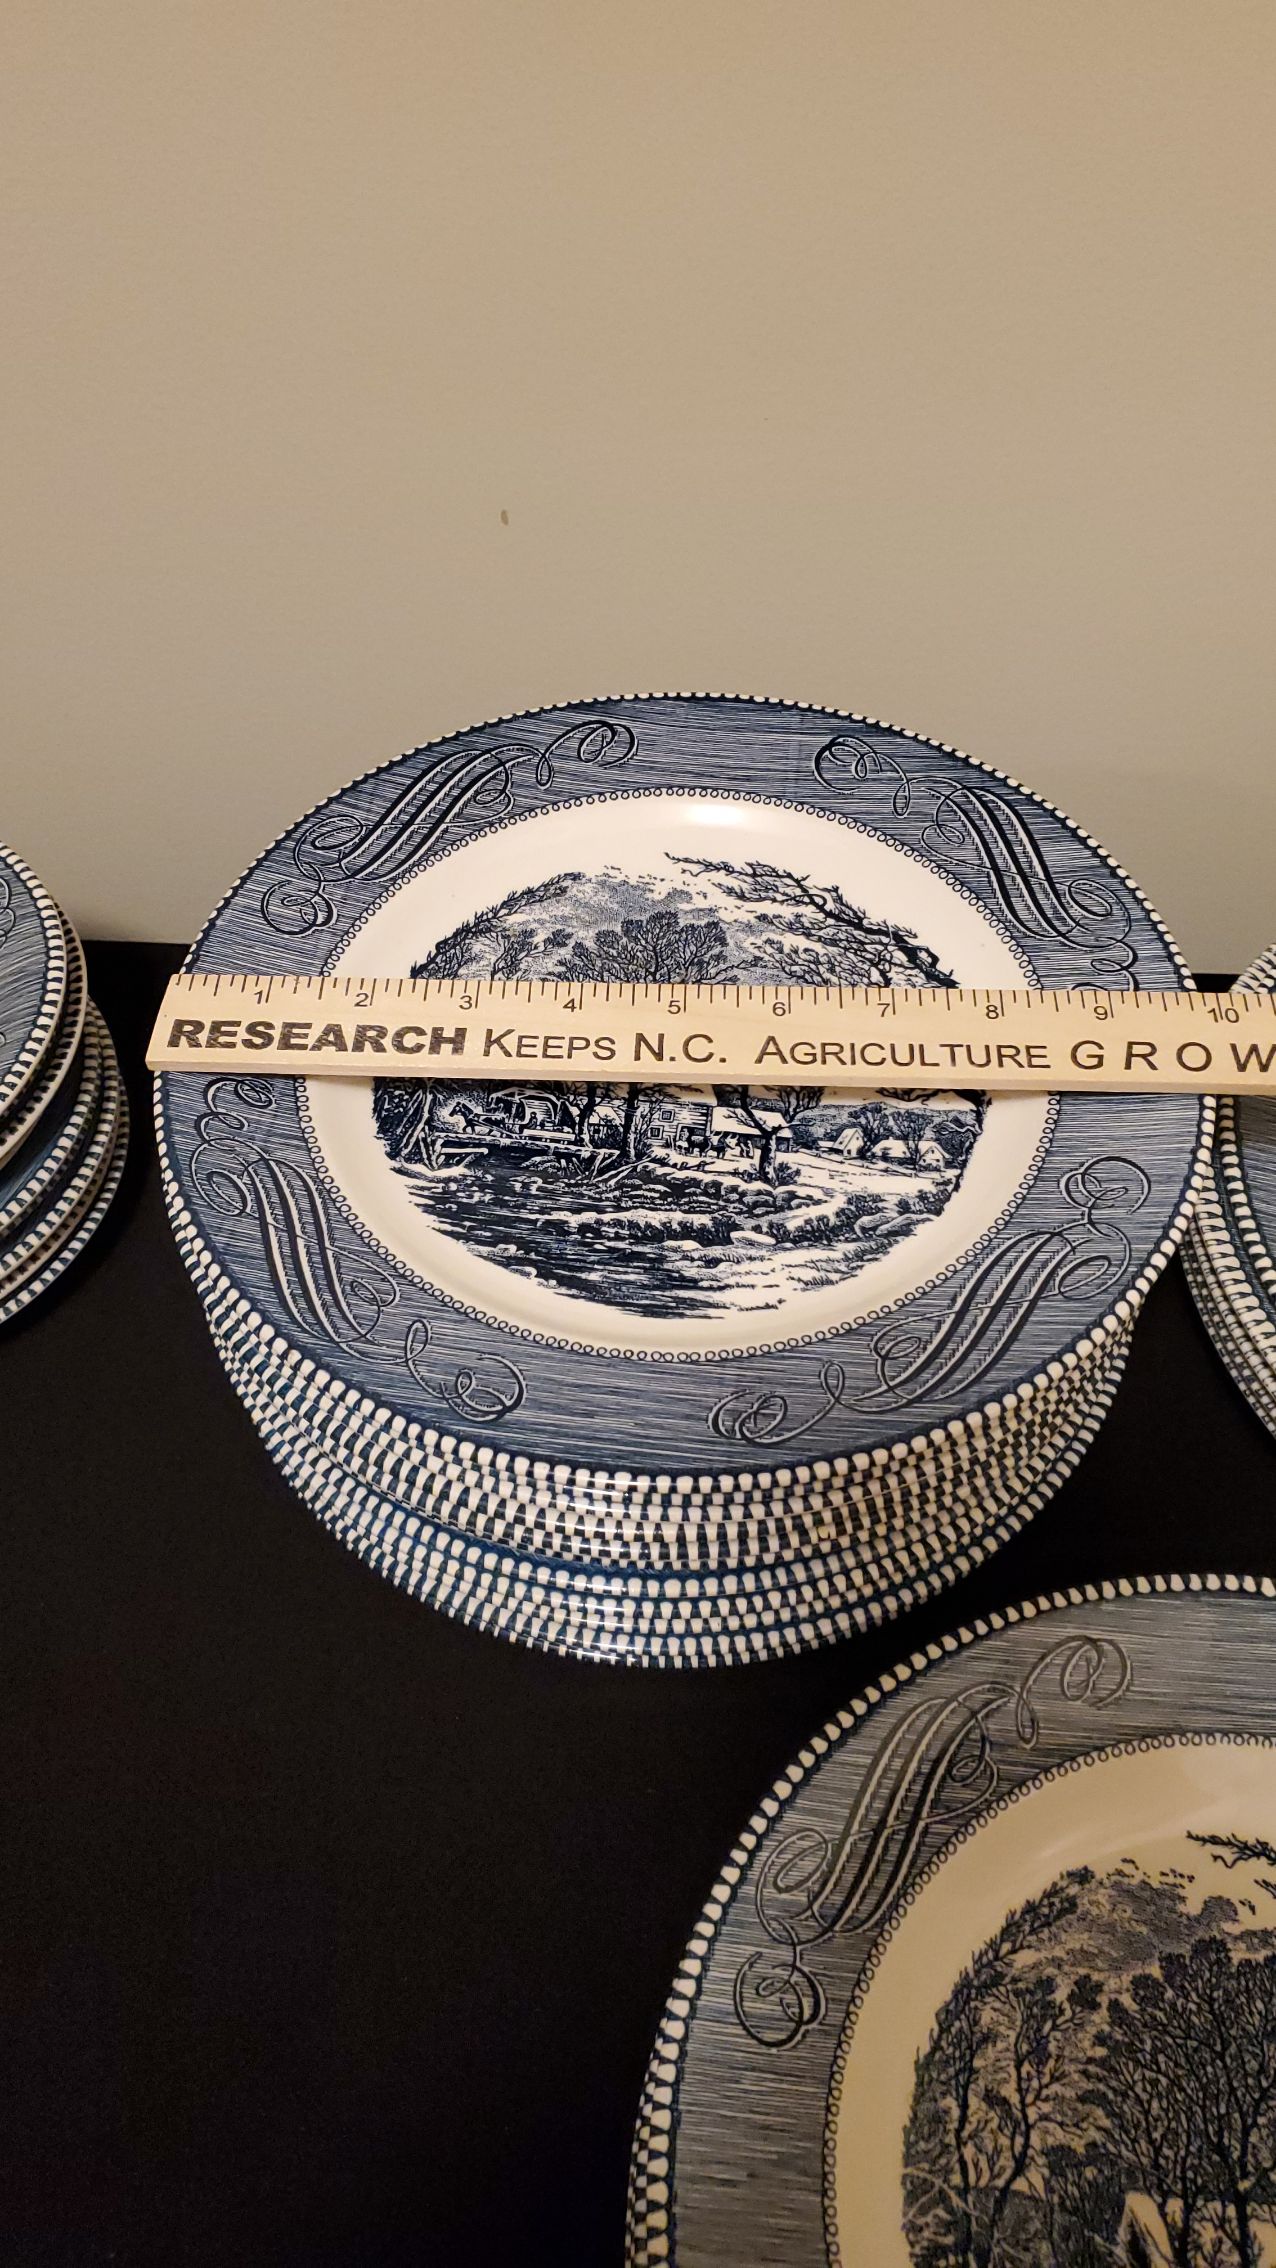 1 2 3 4 5 6 7 8 9 10
RESEARCH KEEPS N.C. AGRICULTURE GROW